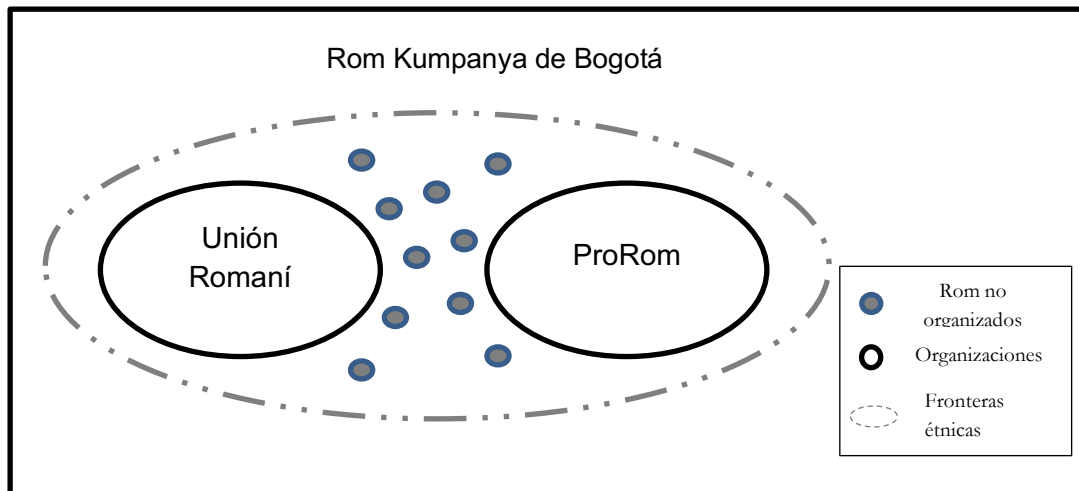 Rom Kumpanya de Bogotá
Unión
Romaní
ProRom
Rom no
organizados
Organizaciones
Fronteras
étnicas